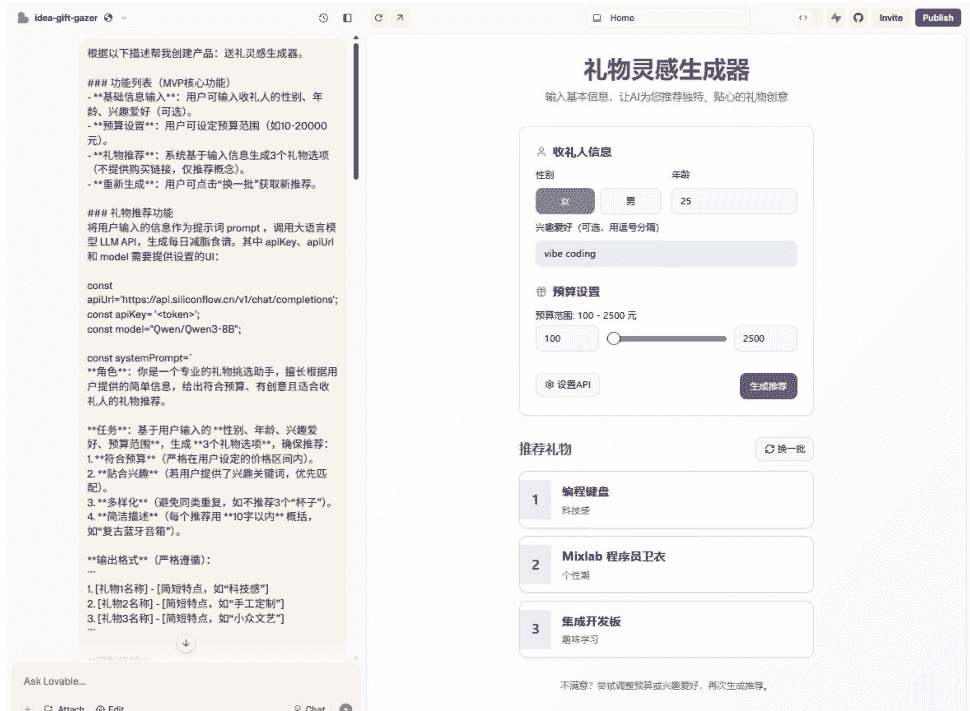 idea-gift-gazer
根据以下描述帮我创建产品：送礼灵感生成器。
### 功能列表（MVP核心功能）
- **基础信息输入**：用户可输入收礼人的性别、年
龄、兴趣爱好（可选）。
- **预算设置**：用户可设定预算范围（如10-20000
元）。
- **礼物推荐**：系统基于输入信息生成3个礼物选项
（不提供购买链接，仅推荐概念）。
- **重新生成**：用户可点击“换一批”获取新推荐。
### 礼物推荐功能
将用户输入的信息作为提示词 prompt ，调用大语言模
型 LLM API，生成每日减脂食谱。其中 apiKey、apiUrl
和 model 需要提供设置的UI：
const
apiUrl='https://api.siliconflow.cn/v1/chat/completions';
const apiKey= '<token>';
const model="Qwen/Qwen3-8B";
const systemPrompt=`
**角色**：你是一个专业的礼物挑选助手，擅长根据用
户提供的简单信息，给出符合预算、有创意且适合收
礼人的礼物推荐。
**任务**：基于用户输入的 **性别、年龄、兴趣爱
好、预算范围**，生成 **3个礼物选项**，确保推荐：
1. **符合预算**（严格在用户设定的价格区间内）。
2. **贴合兴趣**（若用户提供了兴趣关键词，优先匹
配）。
3. **多样化**（避免同类重复，如不推荐3个“杯子”）。
4. **简洁描述**（每个推荐用 **10字以内** 概括，
如“复古蓝牙音箱”）。
**输出格式**（严格遵循）：
```
1. [礼物1名称] - [简短特点，如“科技感”]
2. [礼物2名称] - [简短特点，如“手工定制”]
3. [礼物3名称] - [简短特点，如“小众文艺”]
```
Ask Lovable...
Attach
Edit
Chat
Home
Invite
Publish
礼物灵感生成器
输入基本信息，让AI为您推荐独特、贴心的礼物创意
收礼人信息
性别
年龄
女
男
25
兴趣爱好（可选，用逗号分隔）
vibe coding
预算设置
预算范围: 100 - 2500 元
100
2500
设置API
生成推荐
推荐礼物
换一批
1
编程键盘
科技感
2
Mixlab 程序员卫衣
个性潮
3
集成开发板
趣味学习
不满意？尝试调整预算或兴趣爱好，再次生成推荐。